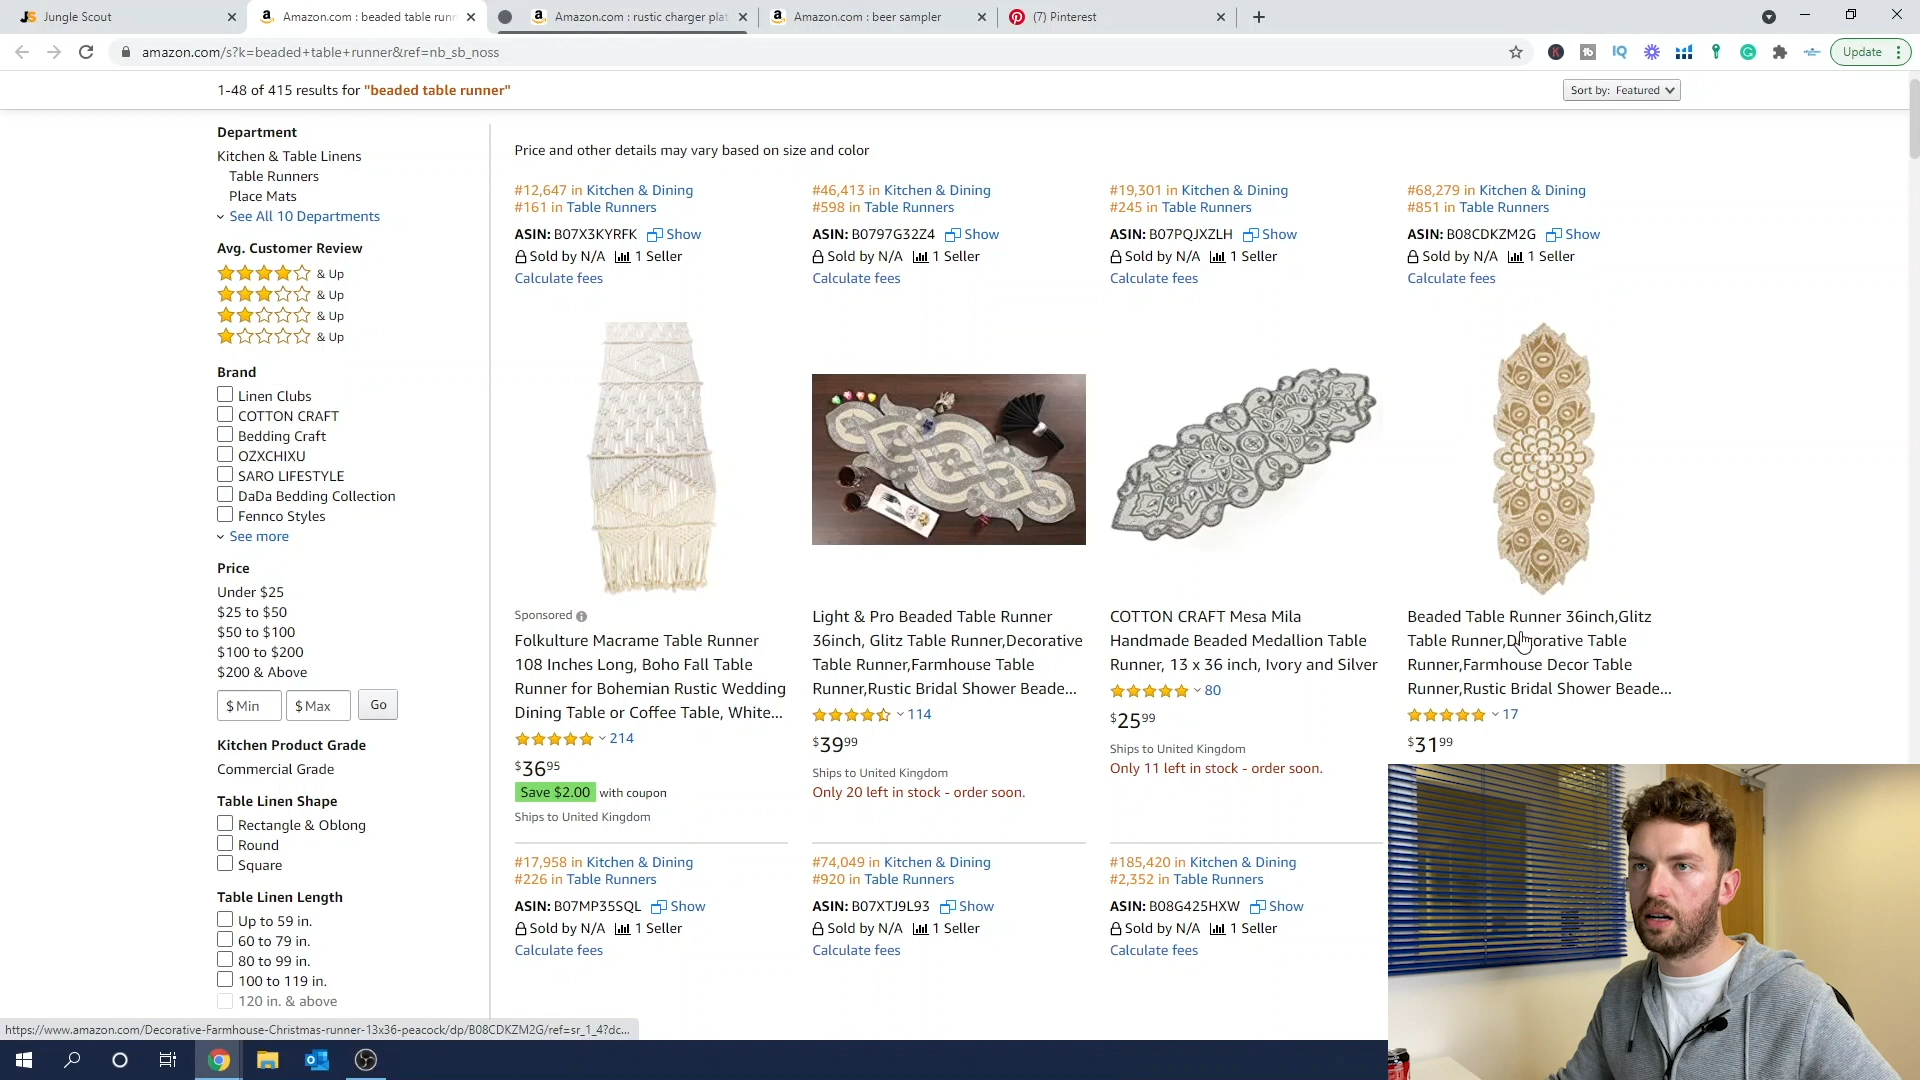 Jungle Scout
Amazon.com : beaded table runn
Amazon.com : rustic charger plat
Amazon.com : beer sampler
(7) Pinterest
amazon.com/s?k=beaded+table+runner&ref=nb_sb_noss
Update
1-48 of 415 results for "beaded table runner"
Sort by: Featured
Department
Kitchen & Table Linens
Table Runners
Place Mats
See All 10 Departments
Avg. Customer Review
& Up
& Up
& Up
& Up
Brand
Linen Clubs
COTTON CRAFT
Bedding Craft
OZXCHIXU
SARO LIFESTYLE
DaDa Bedding Collection
Fennco Styles
See more
Price
Under $25
$25 to $50
$50 to $100
$100 to $200
$200 & Above
$ Min $ Max Go
Kitchen Product Grade
Commercial Grade
Table Linen Shape
Rectangle & Oblong
Round
Square
Table Linen Length
Up to 59 in.
60 to 79 in.
80 to 99 in.
100 to 119 in.
120 in. & above
Price and other details may vary based on size and color
#12,647 in Kitchen & Dining
#161 in Table Runners
ASIN: B07X3KYRFK Show
Sold by N/A 1 Seller
Calculate fees
Sponsored
Folkulture Macrame Table Runner
108 Inches Long, Boho Fall Table
Runner for Bohemian Rustic Wedding
Dining Table or Coffee Table, White...
214
$36.95
Save $2.00 with coupon
Ships to United Kingdom
#46,413 in Kitchen & Dining
#598 in Table Runners
ASIN: B0797G32Z4 Show
Sold by N/A 1 Seller
Calculate fees
Light & Pro Beaded Table Runner
36inch, Glitz Table Runner,Decorative
Table Runner,Farmhouse Table
Runner,Rustic Bridal Shower Beade...
114
$39.99
Ships to United Kingdom
Only 20 left in stock - order soon.
#19,301 in Kitchen & Dining
#245 in Table Runners
ASIN: B07PQJXZLH Show
Sold by N/A 1 Seller
Calculate fees
COTTON CRAFT Mesa Mila
Handmade Beaded Medallion Table
Runner, 13 x 36 inch, Ivory and Silver
80
$25.99
Ships to United Kingdom
Only 11 left in stock - order soon.
#68,279 in Kitchen & Dining
#851 in Table Runners
ASIN: B08CDKZM2G Show
Sold by N/A 1 Seller
Calculate fees
Beaded Table Runner 36inch,Glitz
Table Runner,Decorative Table
Runner,Farmhouse Decor Table
Runner,Rustic Bridal Shower Beade...
17
$31.99
#17,958 in Kitchen & Dining
#226 in Table Runners
ASIN: B07MP35SQL Show
Sold by N/A 1 Seller
Calculate fees
#74,049 in Kitchen & Dining
#920 in Table Runners
ASIN: B07XTJ9L93 Show
Sold by N/A 1 Seller
Calculate fees
#185,420 in Kitchen & Dining
#2,352 in Table Runners
ASIN: B08G425HXW Show
Sold by N/A 1 Seller
Calculate fees
https://www.amazon.com/Decorative-Farmhouse-Christmas-runner-13x36-peacock/dp/B08CDKZM2G/ref=sr_1_4?dc...